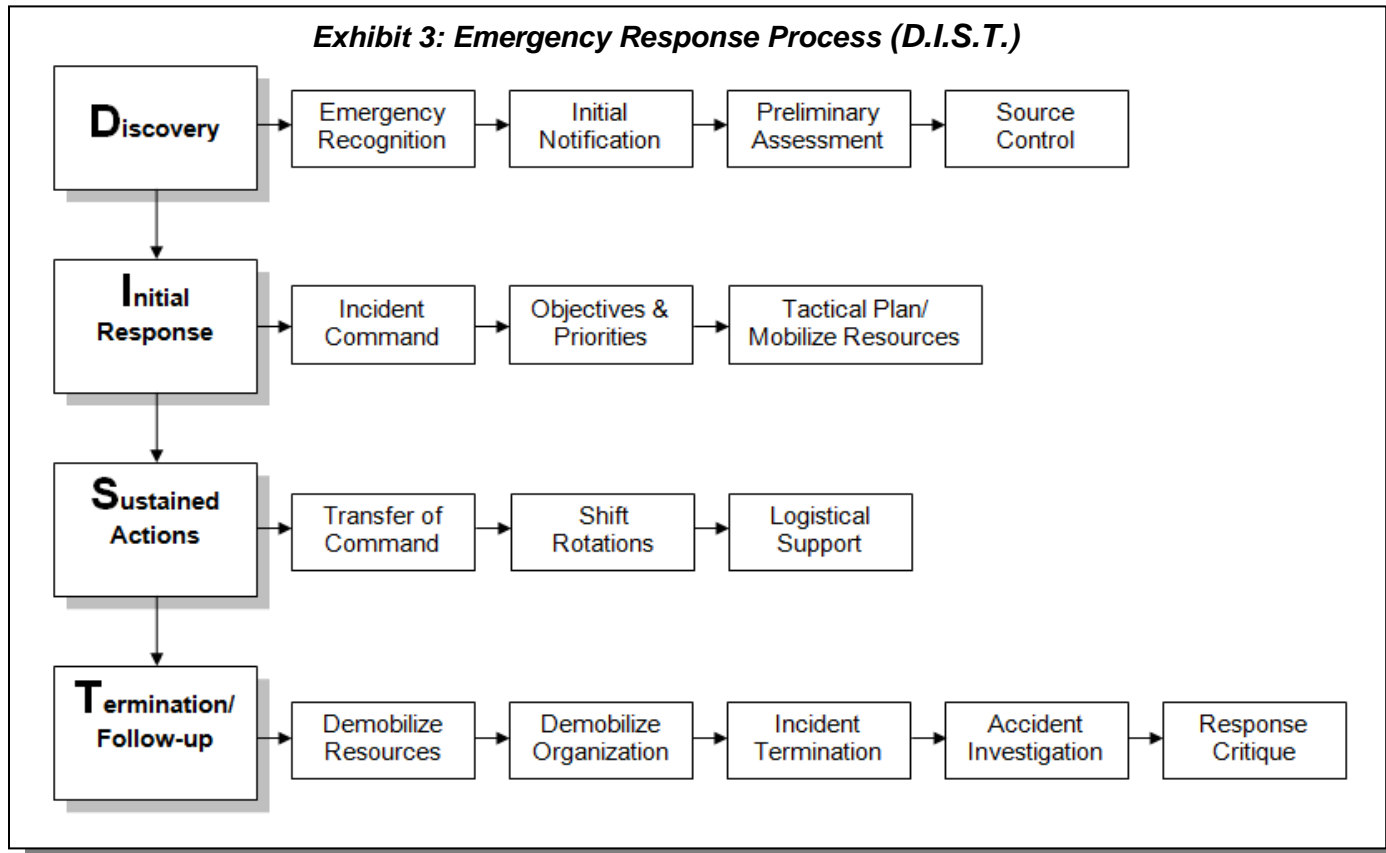 Exhibit 3: Emergency Response Process (D.I.S.T.)
Discovery
Emergency
Recognition
Initial
Notification
Preliminary
Assessment
Source
Control
Initial
Response
Incident
Command
Objectives &
Priorities
Tactical Plan/
Mobilize Resources
Sustained
Actions
Transfer of
Command
Shift
Rotations
Logistical
Support
Termination/
Follow-up
Demobilize
Resources
Demobilize
Organization
Incident
Termination
Accident
Investigation
Response
Critique